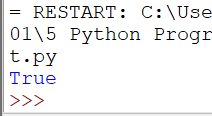 = RESTART: C:\Use
01\5 Python Progr
t.py
True
>>>